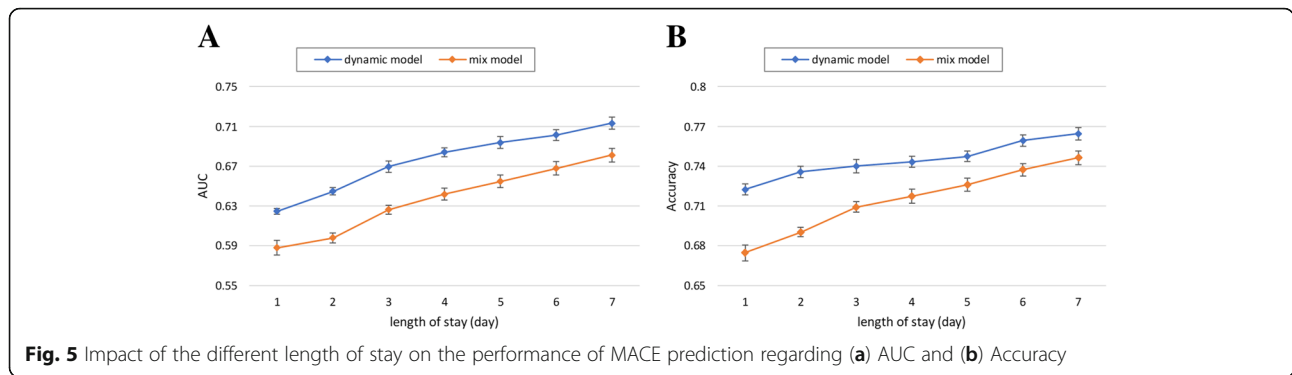 A
dynamic model mix model
0.75
0.71
0.67
0.63
0.59
0.55
AUC
1 2 3 4 5 6 7
length of stay (day)
B
dynamic model mix model
0.8
0.77
0.74
0.71
0.68
0.65
Accuracy
1 2 3 4 5 6 7
length of stay (day)
Fig. 5 Impact of the different length of stay on the performance of MACE prediction regarding (a) AUC and (b) Accuracy